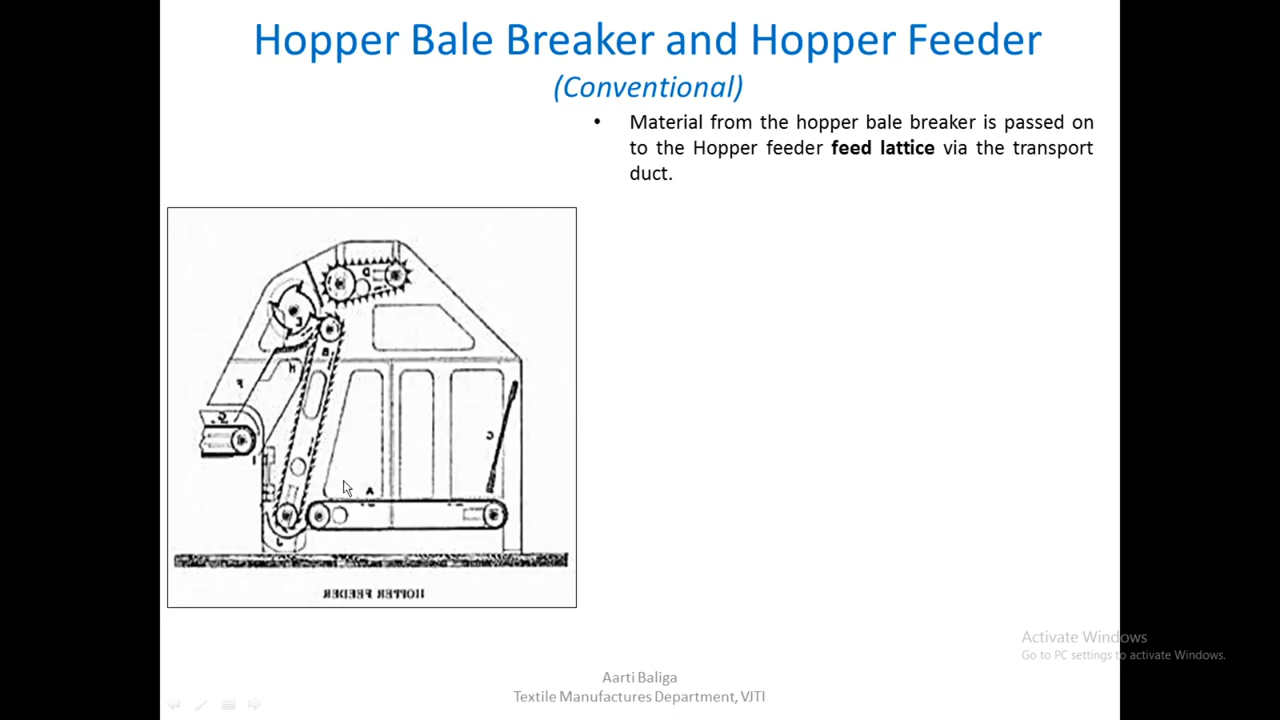 Hopper Bale Breaker and Hopper Feeder
(Conventional)
• Material from the hopper bale breaker is passed on
to the Hopper feeder feed lattice via the transport
duct.
D
E
B
H
F
G
C
A
J
HOPPER FEEDER
Activate Windows
Go to PC settings to activate Windows.
Aarti Baliga
Textile Manufactures Department, VJTI